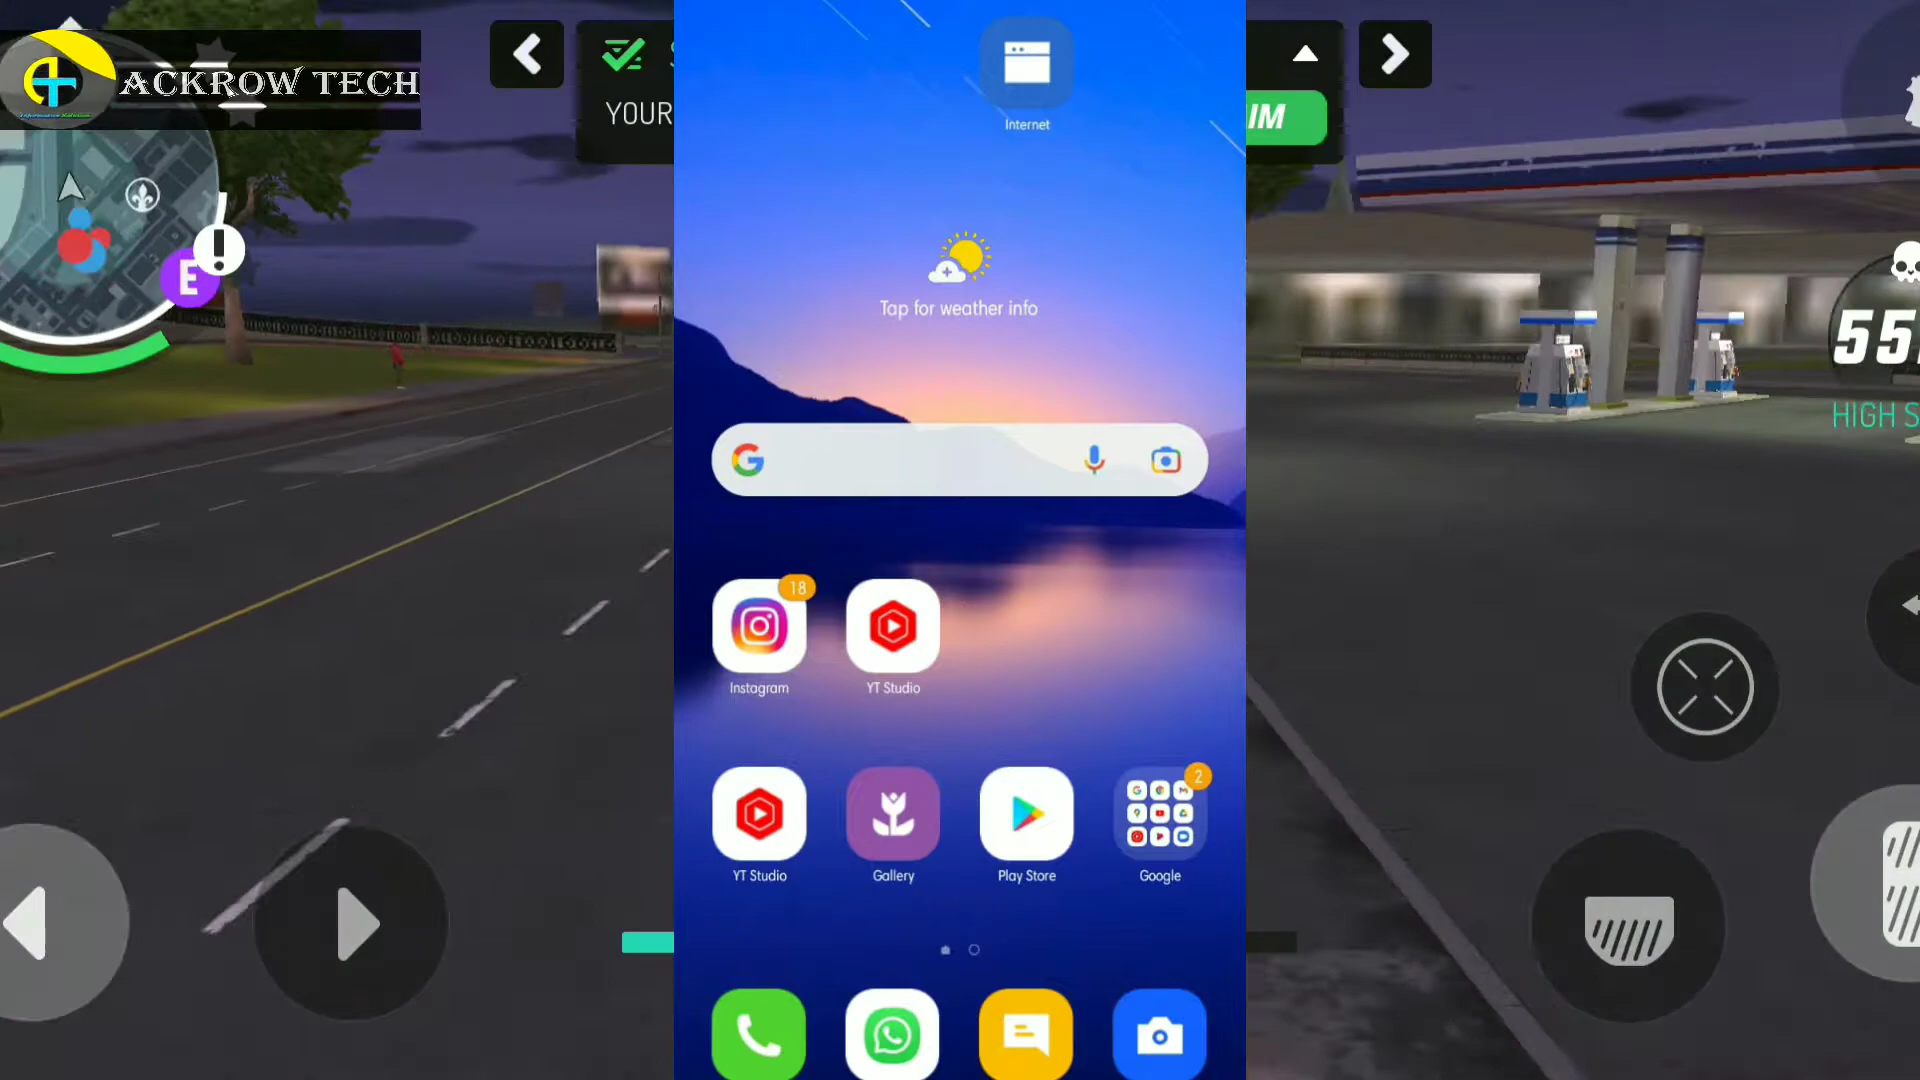 ACKROW TECH
YOUR
IM
Internet
E
Tap for weather info
55
HIGH S
18
Instagram
YT Studio
2
YT Studio
Gallery
Play Store
Google